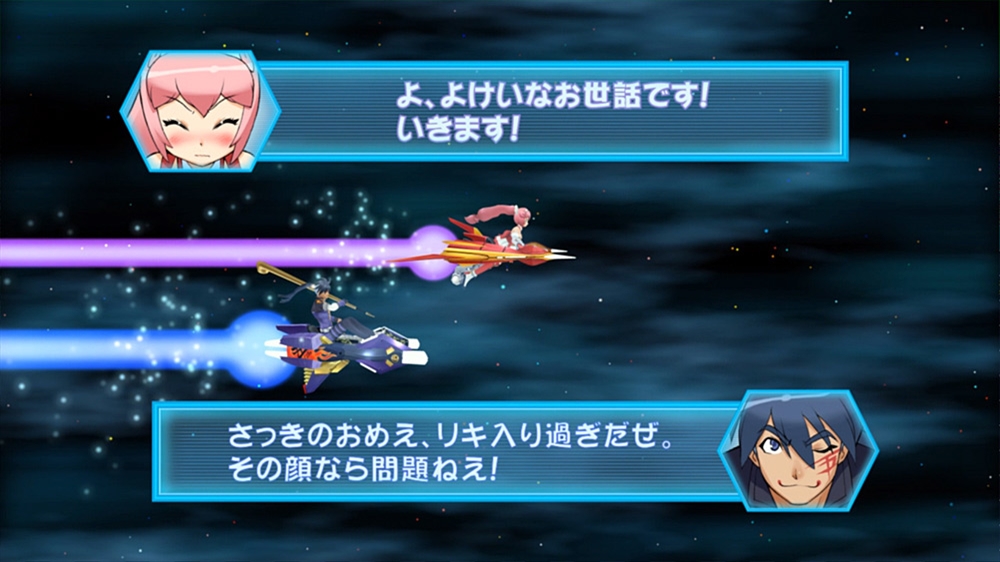 よ、よけいなお世話です!
いきます!
さっきのおめえ、リキ入り過ぎだぜ。
その顔なら問題ねえ!